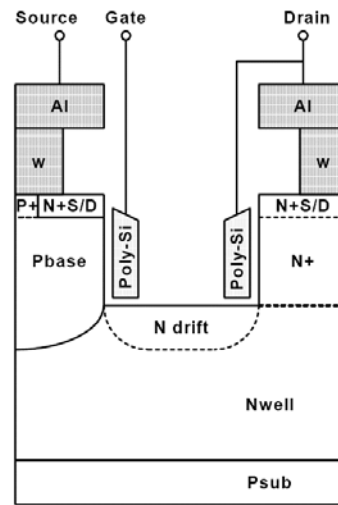 Source Gate Drain
Al Al
W W
P+ N+S/D N+S/D
Poly-Si Poly-Si
Pbase N+
N drift
Nwell
Psub